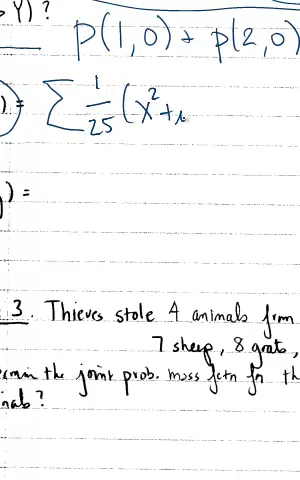 Y) ?
p(1,0) + p(2,0)
) = ∑ 1/25 (x² +
) =
3. Thieves stole 4 animals from
7 sheep, 8 goats,
the joint prob. mass fctn for th